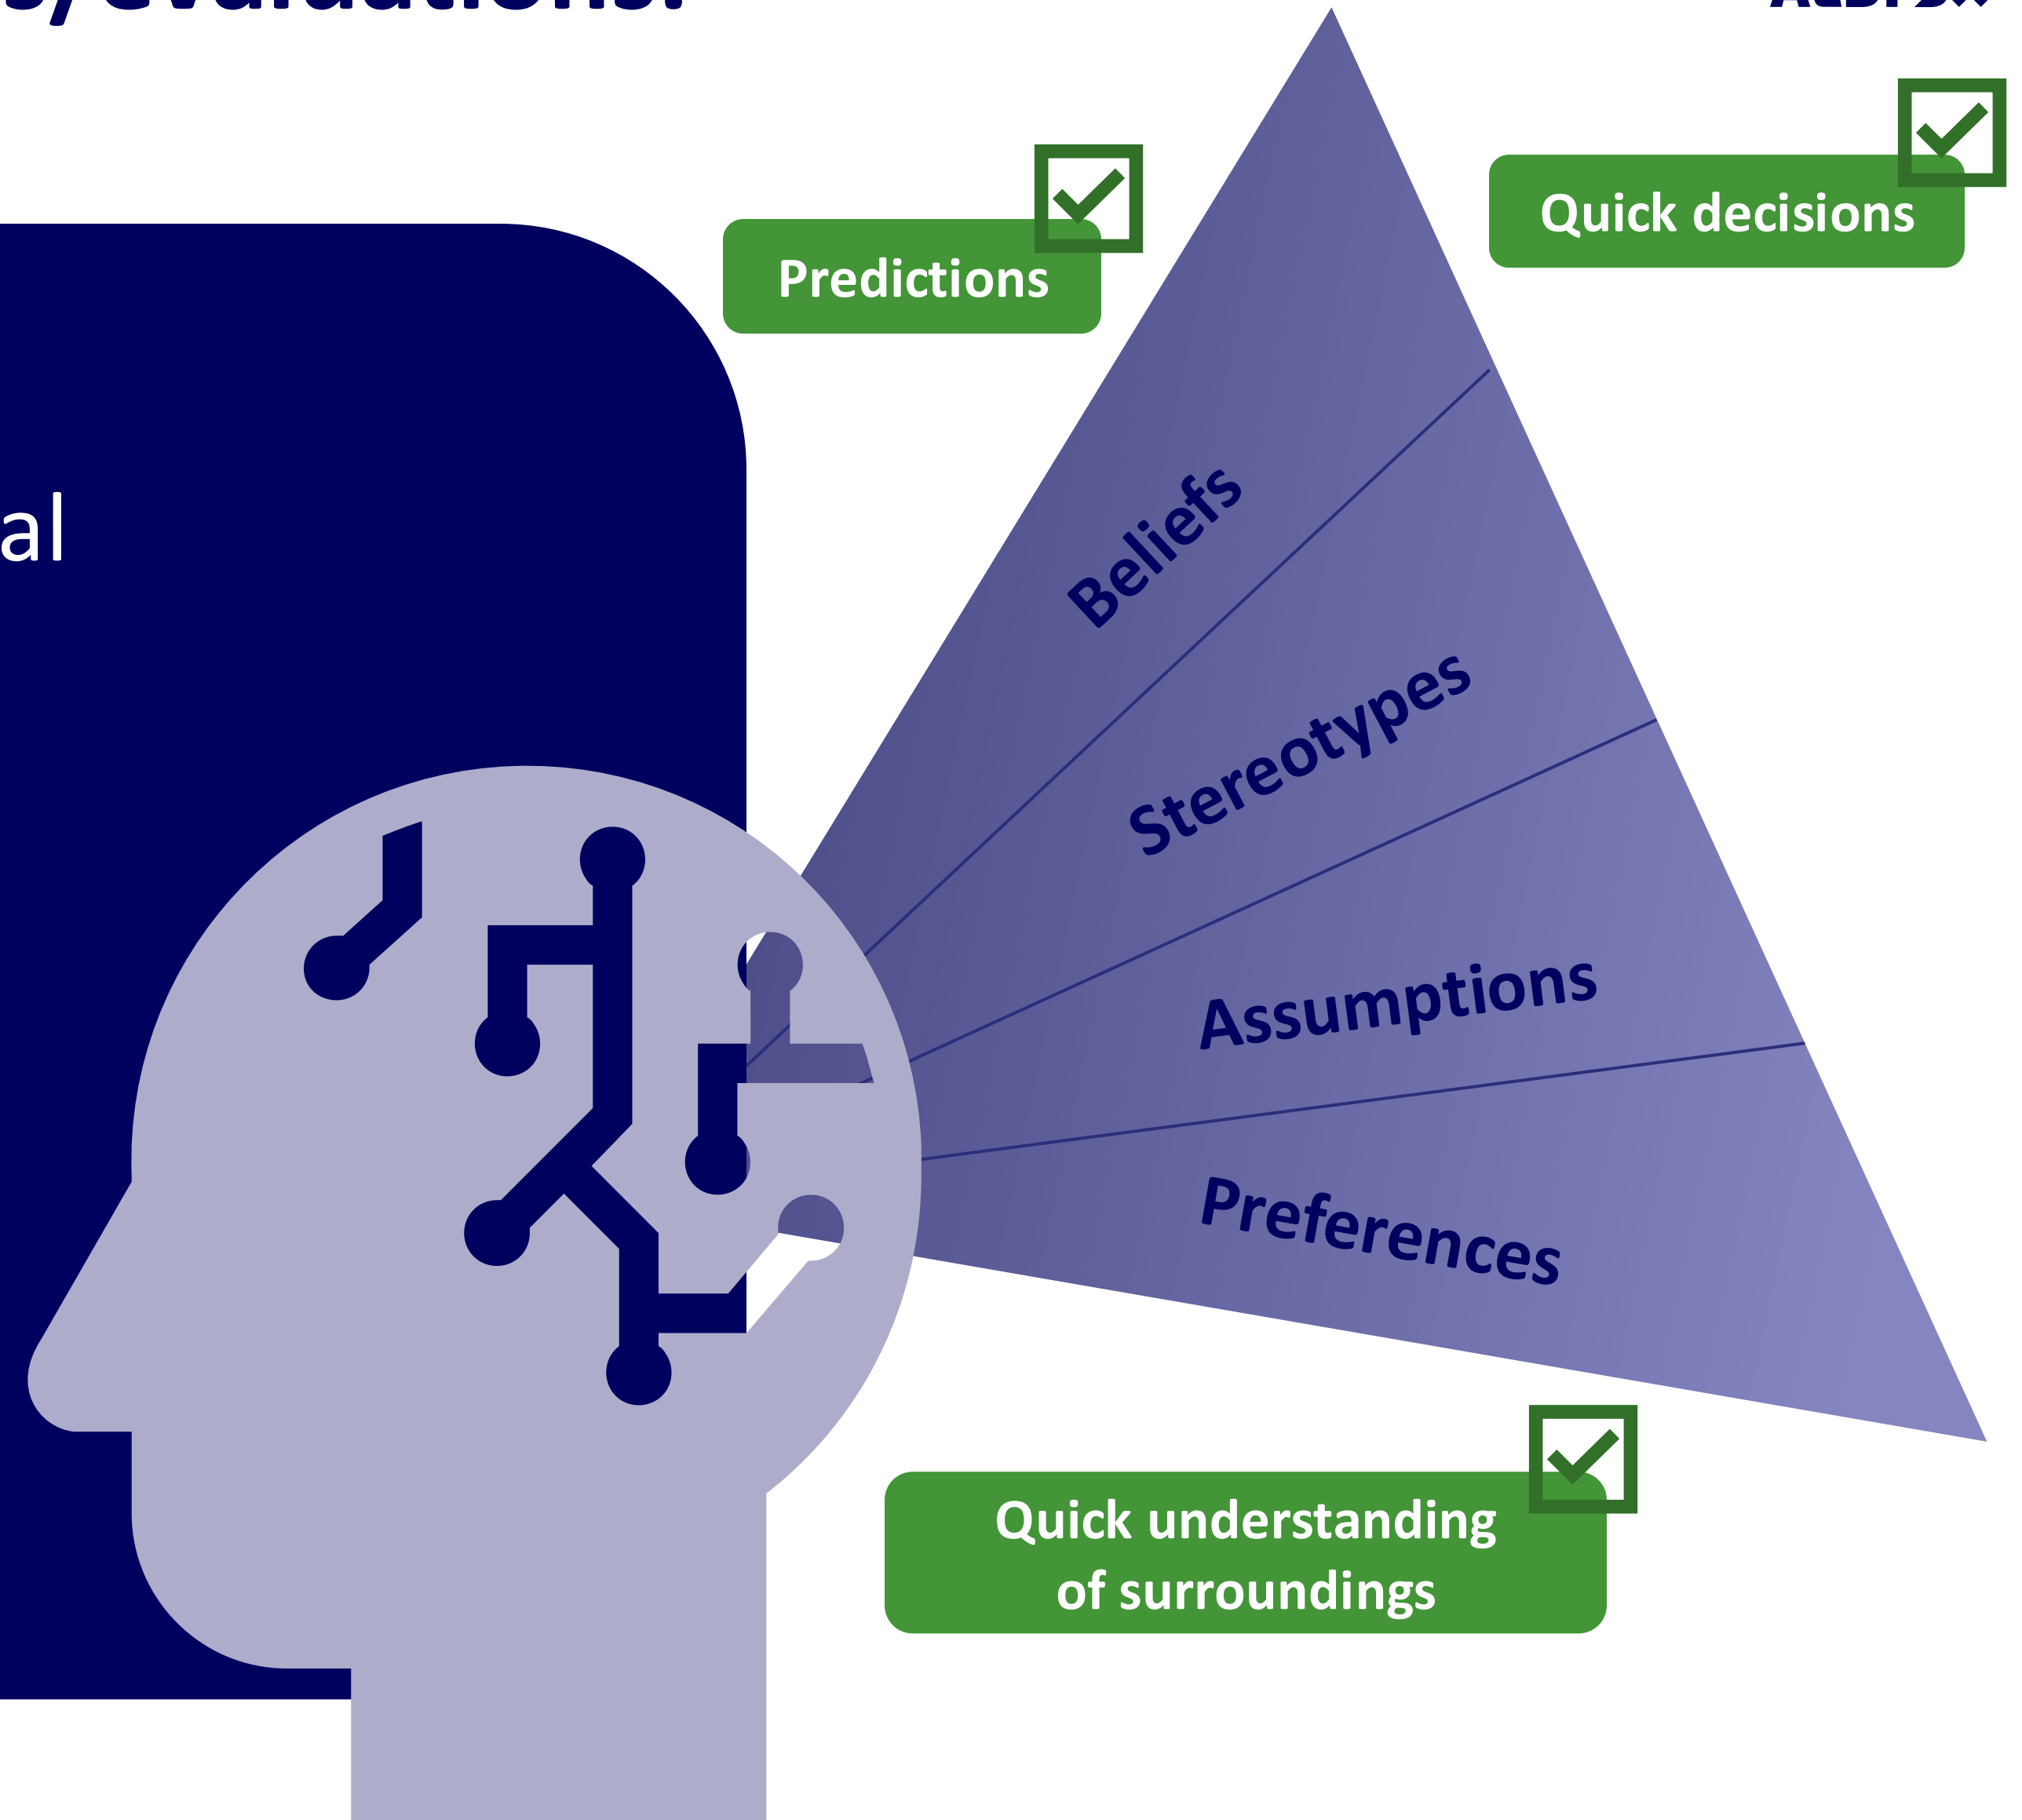 Quick decisions
Predictions
al
Beliefs
Stereotypes
Assumptions
Preferences
Quick understanding
of surroundings